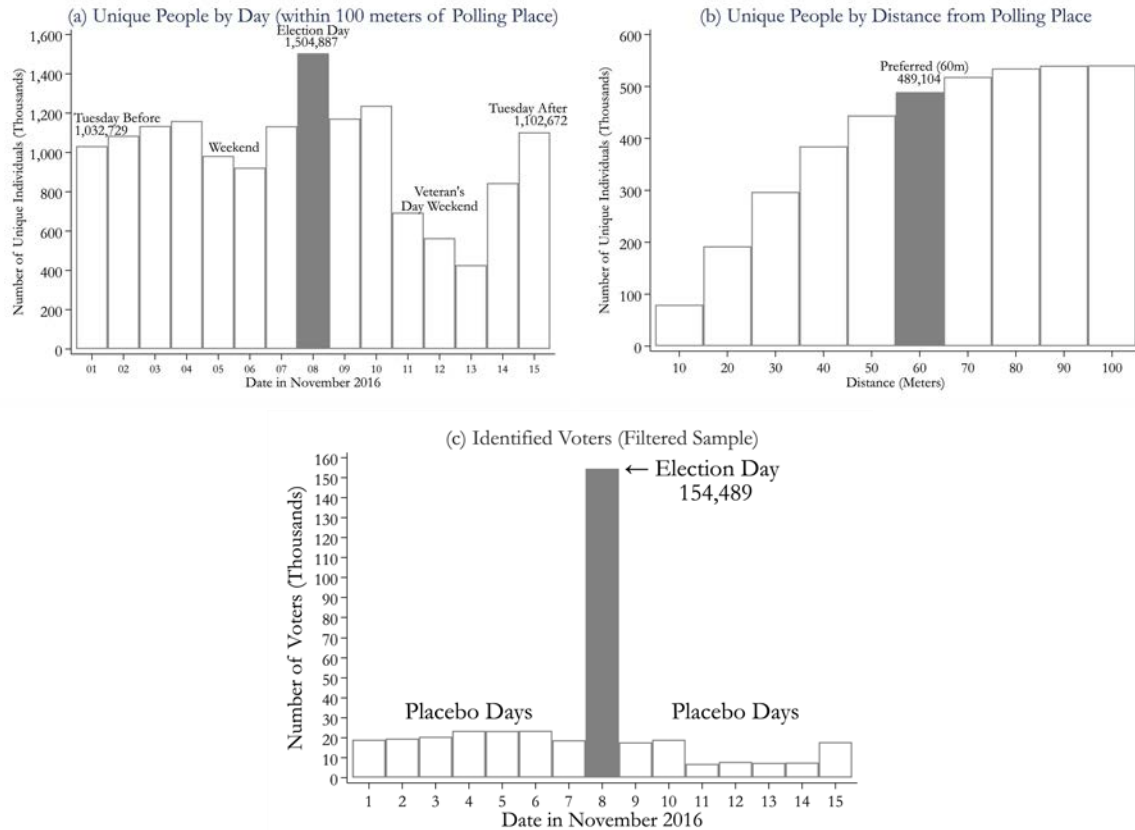 (a) Unique People by Day (within 100 meters of Polling Place)
Number of Unique Individuals (Thousands)
1,600
1,400
1,200
1,000
800
600
400
200
0
Tuesday Before
1,032,729
Weekend
Election Day
1,504,887
Veteran's
Day Weekend
Tuesday After
1,102,672
01 02 03 04 05 06 07 08 09 10 11 12 13 14 15
Date in November 2016
(b) Unique People by Distance from Polling Place
Number of Unique Individuals (Thousands)
600
500
400
300
200
100
0
Preferred (60m)
489,104
10 20 30 40 50 60 70 80 90 100
Distance (Meters)
(c) Identified Voters (Filtered Sample)
Number of Voters (Thousands)
160
150
140
130
120
110
100
90
80
70
60
50
40
30
20
10
0
← Election Day
154,489
Placebo Days
Placebo Days
1 2 3 4 5 6 7 8 9 10 11 12 13 14 15
Date in November 2016